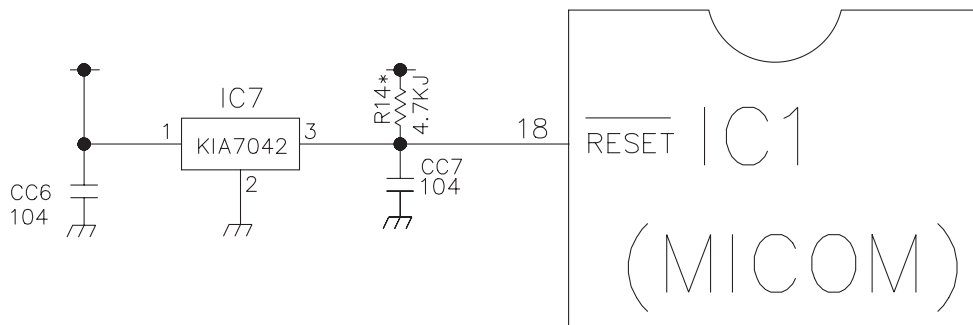 IC7
1
KIA7042
3
2
CC6
104
R14*
4.7KJ
CC7
104
18
RESET
IC1
(MICOM)